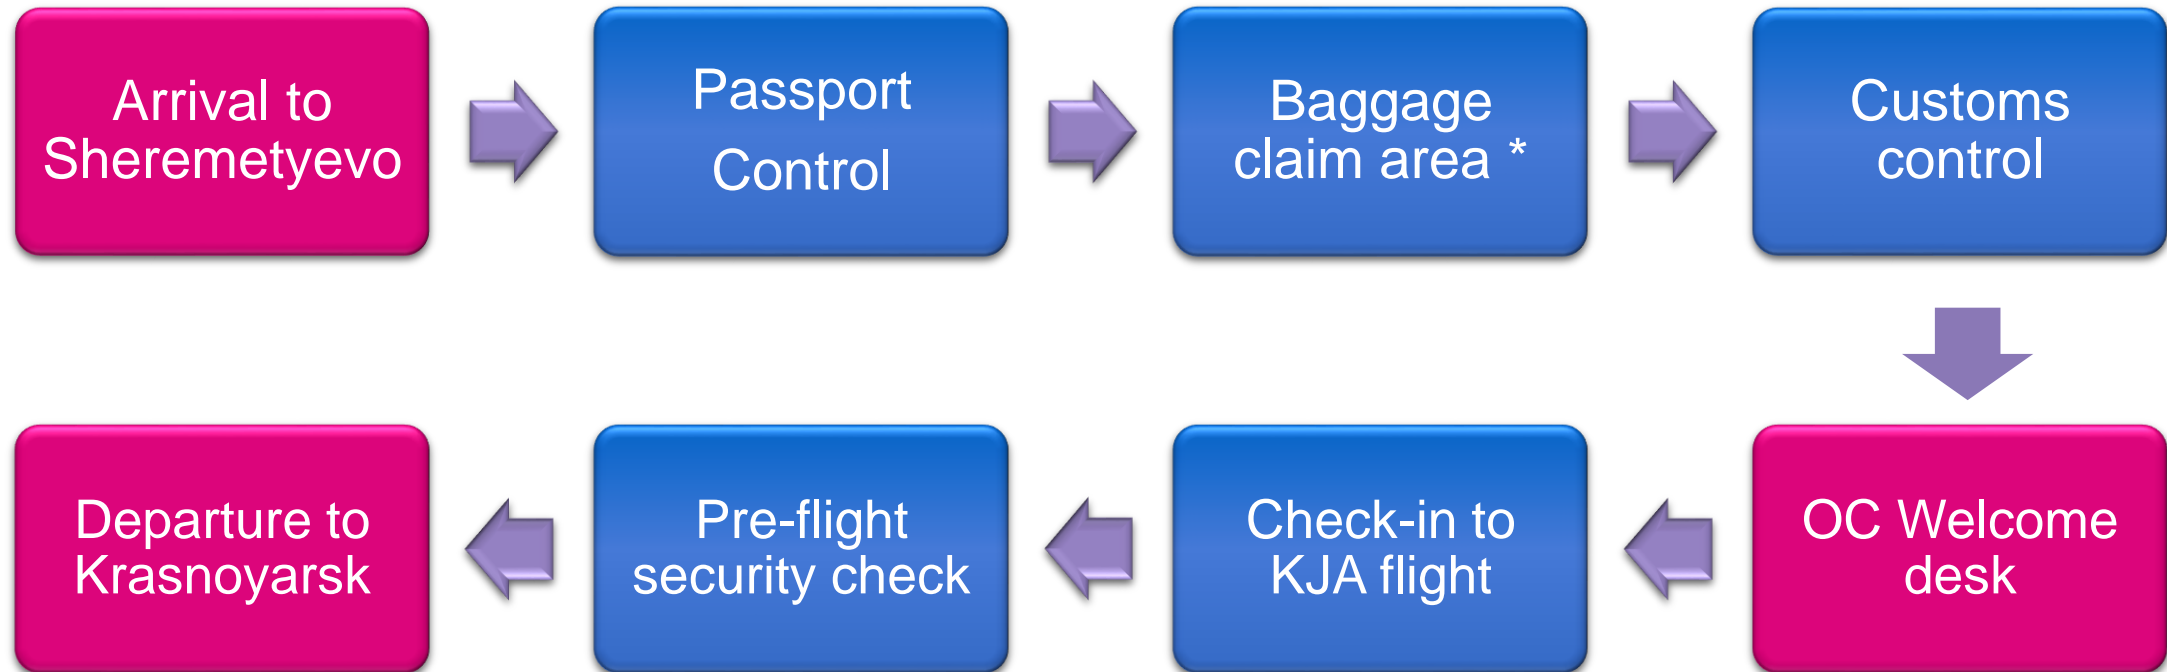 Arrival to
Sheremetyevo
Passport
Control
Baggage
claim area *
Customs
control
OC Welcome
desk
Check-in to
KJA flight
Pre-flight
security check
Departure to
Krasnoyarsk